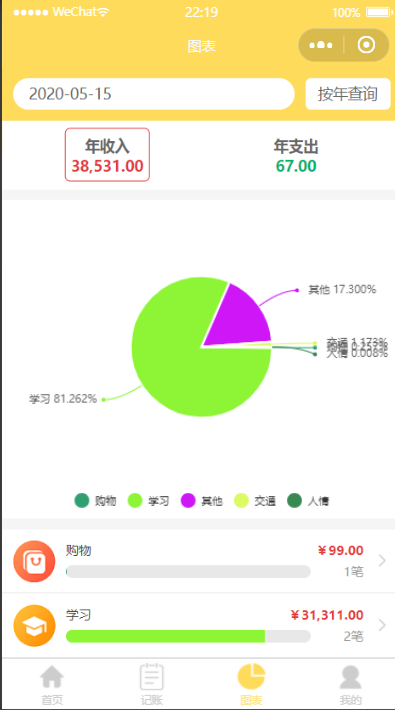 WeChat 22:19 100%
图表
2020-05-15 按年查询
年收入 年支出
38,531.00 67.00
其他 17.300%
交通 1.173%
购物 0.257%
人情 0.008%
学习 81.262%
购物 学习 其他 交通 人情
购物 ¥99.00
1笔
学习 ¥31,311.00
2笔
首页 记账 图表 我的